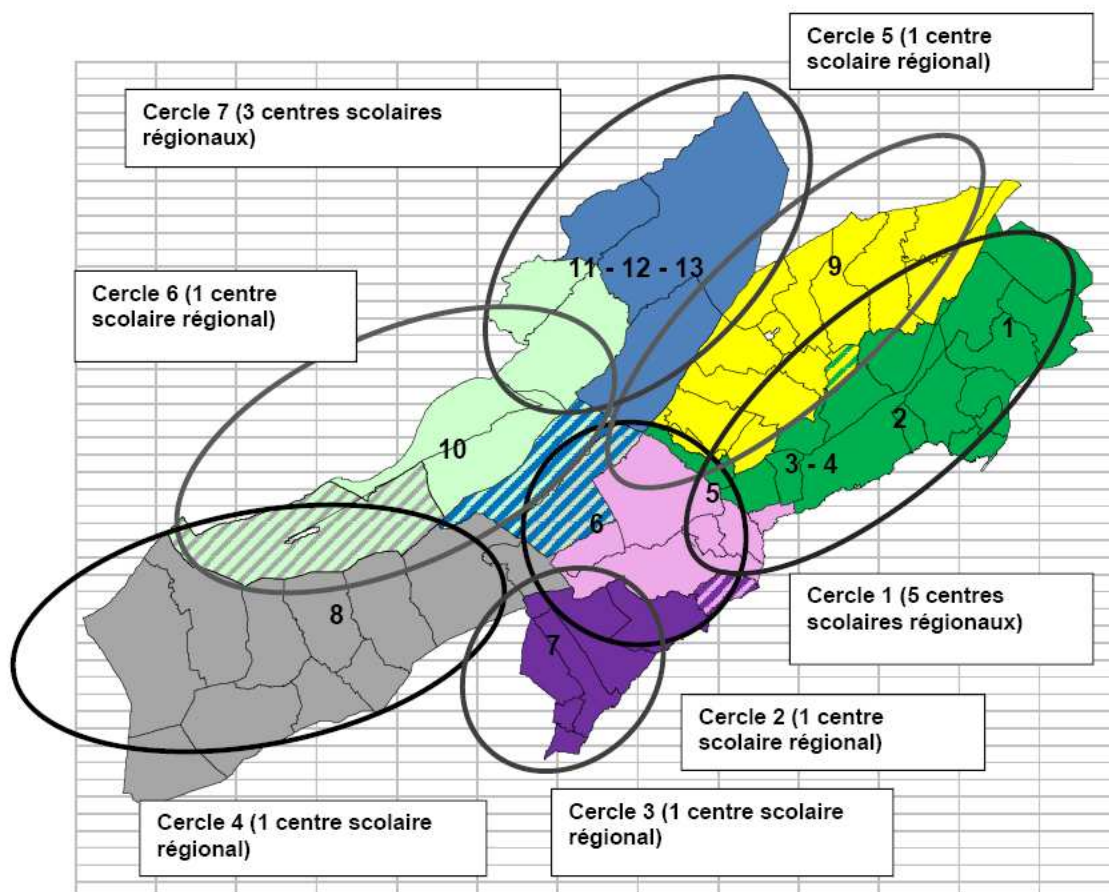 Cercle 5 (1 centre
scolaire régional)
Cercle 7 (3 centres scolaires
régionaux)
11 - 12 - 13
9
Cercle 6 (1 centre
scolaire régional)
1
2
10
3 - 4
5
6
Cercle 1 (5 centres
scolaires régionaux)
8
7
Cercle 2 (1 centre
scolaire régional)
Cercle 3 (1 centre scolaire
régional)
Cercle 4 (1 centre scolaire
régional)